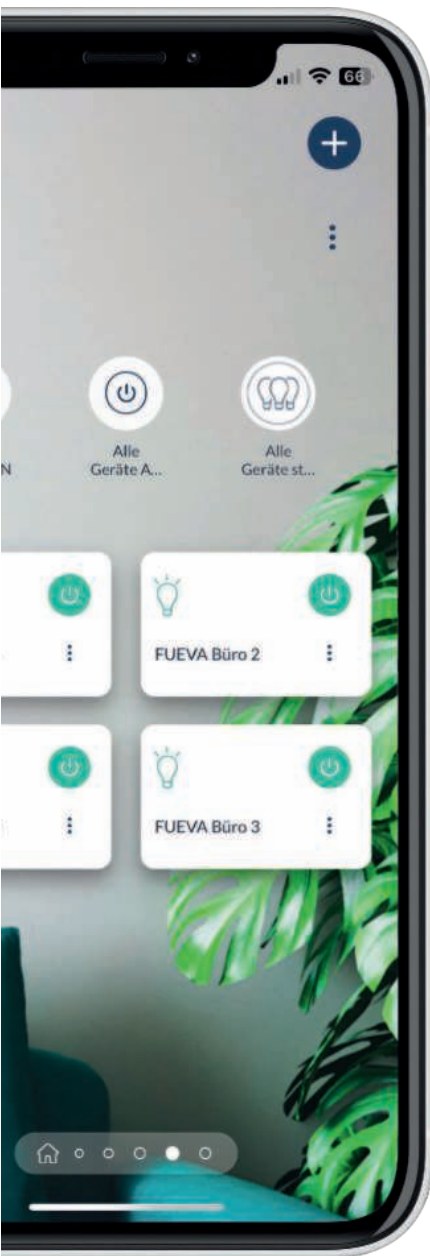 66
N
Alle
Geräte A...
Alle
Geräte st...
FUEVA Büro 2
FUEVA Büro 3